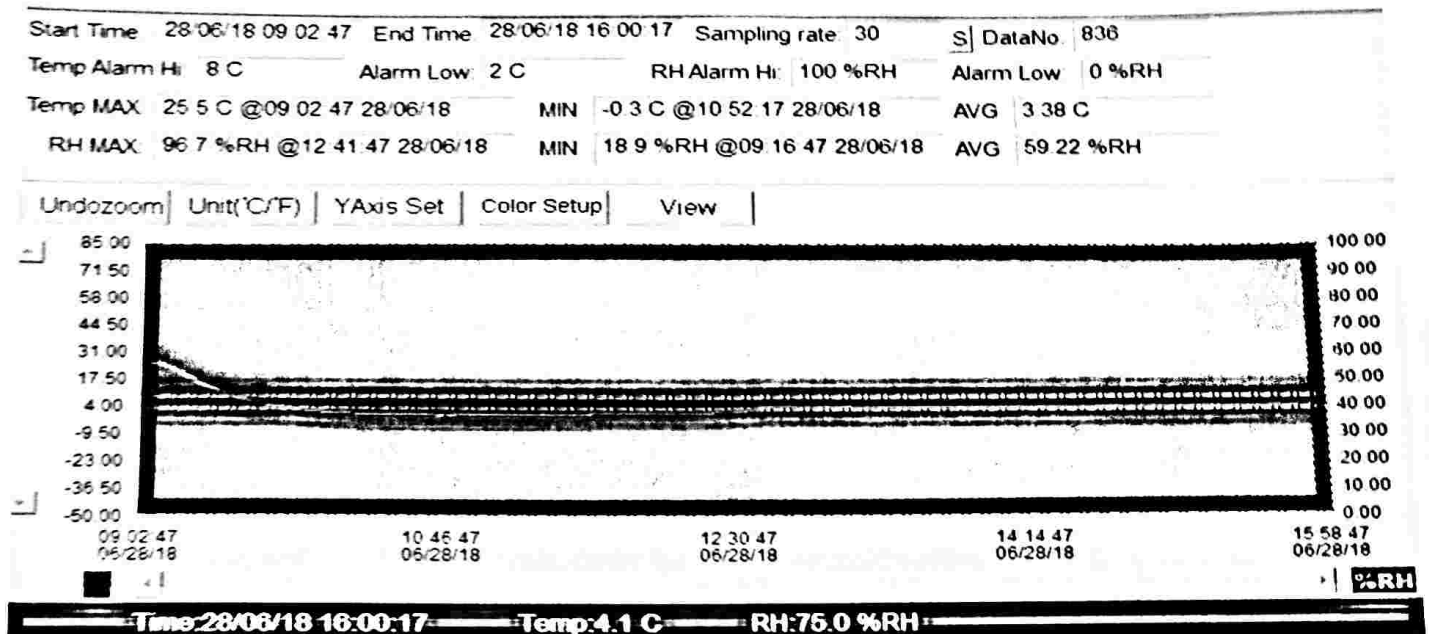 Start Time 28/06/18 09 02 47 End Time 28/06/18 16:00:17 Sampling rate: 30 S DataNo. 836
Temp Alarm Hi: 8 C Alarm Low: 2 C RH Alarm Hi: 100 %RH Alarm Low: 0 %RH
Temp MAX 25 5 C @09 02 47 28/06/18 MIN -0.3 C @10 52:17 28/06/18 AVG 3.38 C
RH MAX: 96 7 %RH @12 41:47 28/06/18 MIN 18 9 %RH @09:16 47 28/06/18 AVG 59.22 %RH
Undozoom Unit(°C/°F) YAxis Set Color Setup View
85 00 100 00
71 50 90 00
58 00 80 00
44 50 70 00
31 00 60 00
17 50 50 00
4 00 40 00
-9 50 30 00
-23 00 20 00
-36 50 10 00
-50 00 0 00
09 02 47 10 46 47 12 30 47 14 14 47 15 58 47
06/28/18 06/28/18 06/28/18 06/28/18 06/28/18
%RH
Time:28/06/18 16:00:17 Temp:4.1 C RH:75.0 %RH